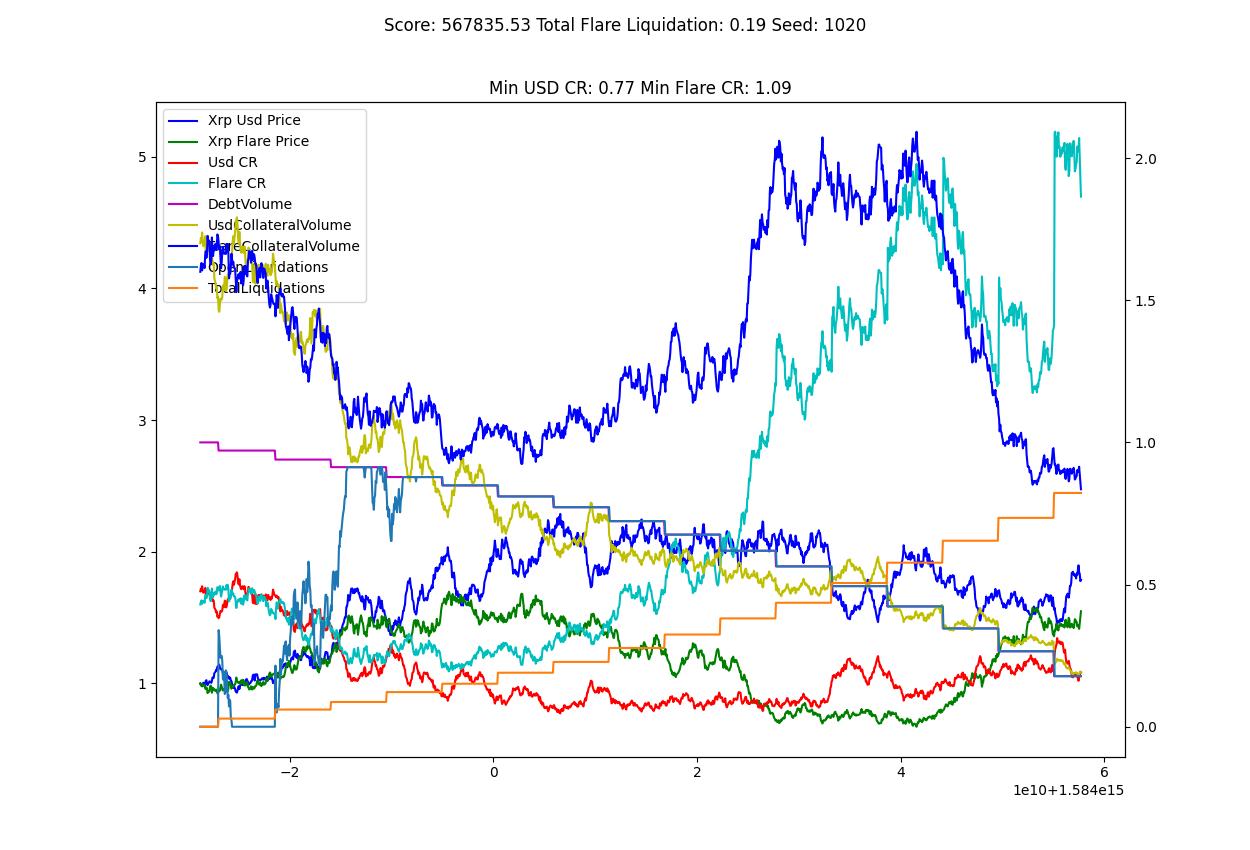 Score: 567835.53 Total Flare Liquidation: 0.19 Seed: 1020
Min USD CR: 0.77 Min Flare CR: 1.09
Xrp Usd Price
Xrp Flare Price
Usd CR
Flare CR
DebtVolume
UsdCollateralVolume
FlareCollateralVolume
OpenLiquidations
TotalLiquidations
5
4
3
2
1
2.0
1.5
1.0
0.5
0.0
−2
0
2
4
6
1e10+1.584e15